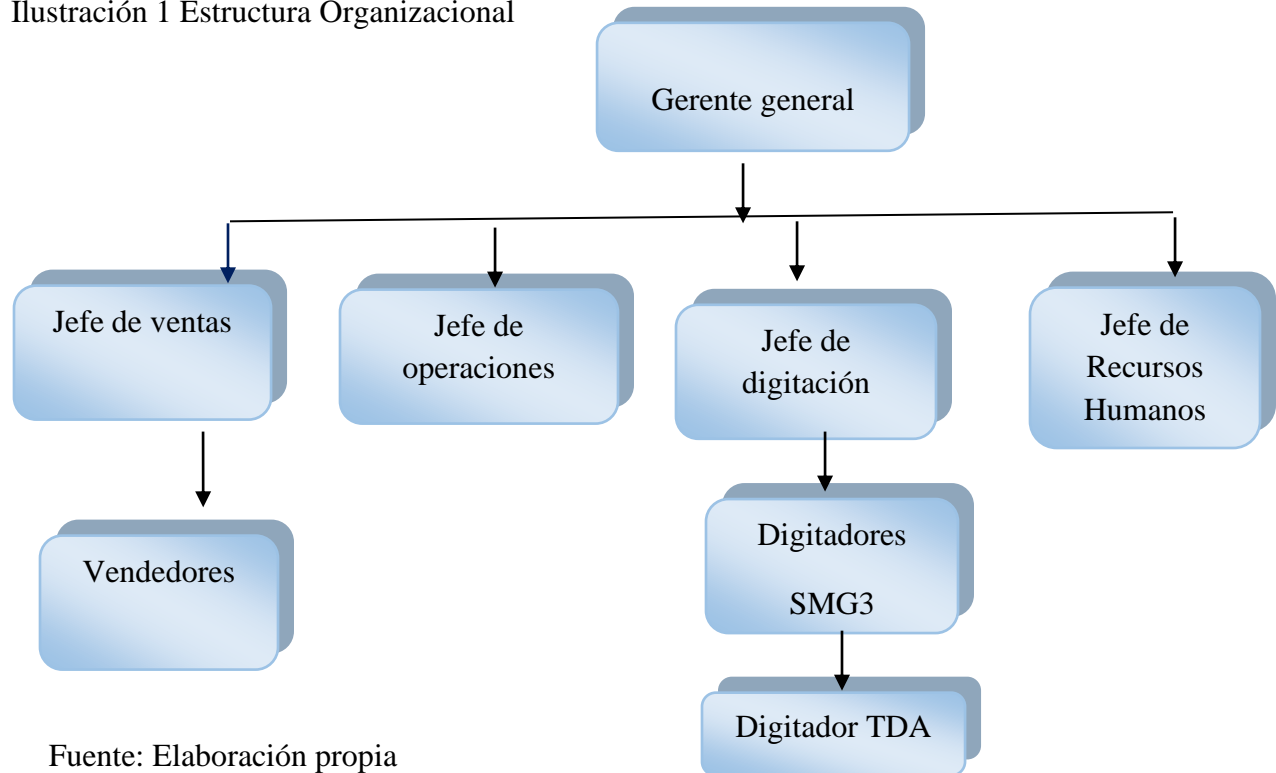 Ilustración 1 Estructura Organizacional
Gerente general
Jefe de ventas
Jefe de
operaciones
Jefe de
digitación
Jefe de
Recursos
Humanos
Vendedores
Digitadores
SMG3
Digitador TDA
Fuente: Elaboración propia